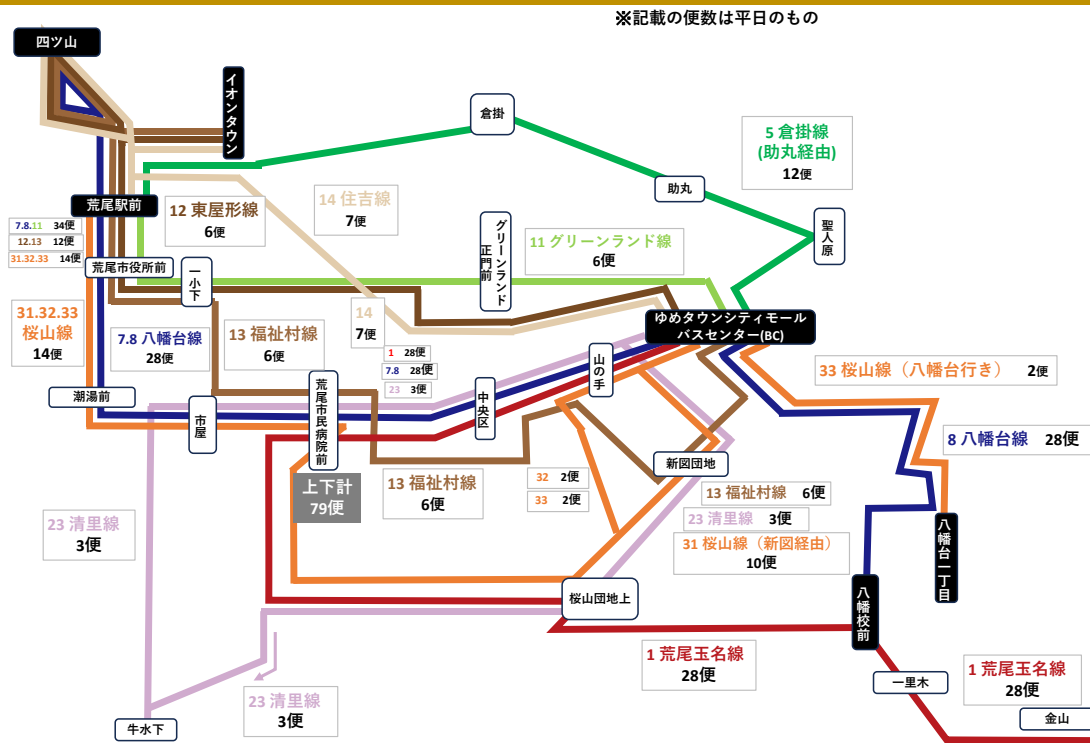 ※記載の便数は平日のもの
四ツ山
イオンタウン
倉掛
5 倉掛線
(助丸経由)
12便
助丸
聖人原
荒尾駅前
7.8.11 34便
12.13 12便
31.32.33 14便
12 東屋形線
6便
14 住吉線
7便
グリーンランド
正門前
11 グリーンランド線
6便
荒尾市役所前
一小下
31.32.33
桜山線
14便
7.8 八幡台線
28便
13 福祉村線
6便
14
7便
1 28便
7.8 28便
23 3便
ゆめタウンシティモール
バスセンター(BC)
山の手
33 桜山線（八幡台行き） 2便
潮湯前
市屋
荒尾市民病院前
中央区
8 八幡台線 28便
上下計
79便
13 福祉村線
6便
32 2便
33 2便
新図団地
13 福祉村線 6便
23 清里線 3便
31 桜山線（新図経由）
10便
23 清里線
3便
八幡台一丁目
桜山団地上
八幡校前
1 荒尾玉名線
28便
一里木
1 荒尾玉名線
28便
金山
23 清里線
3便
牛水下